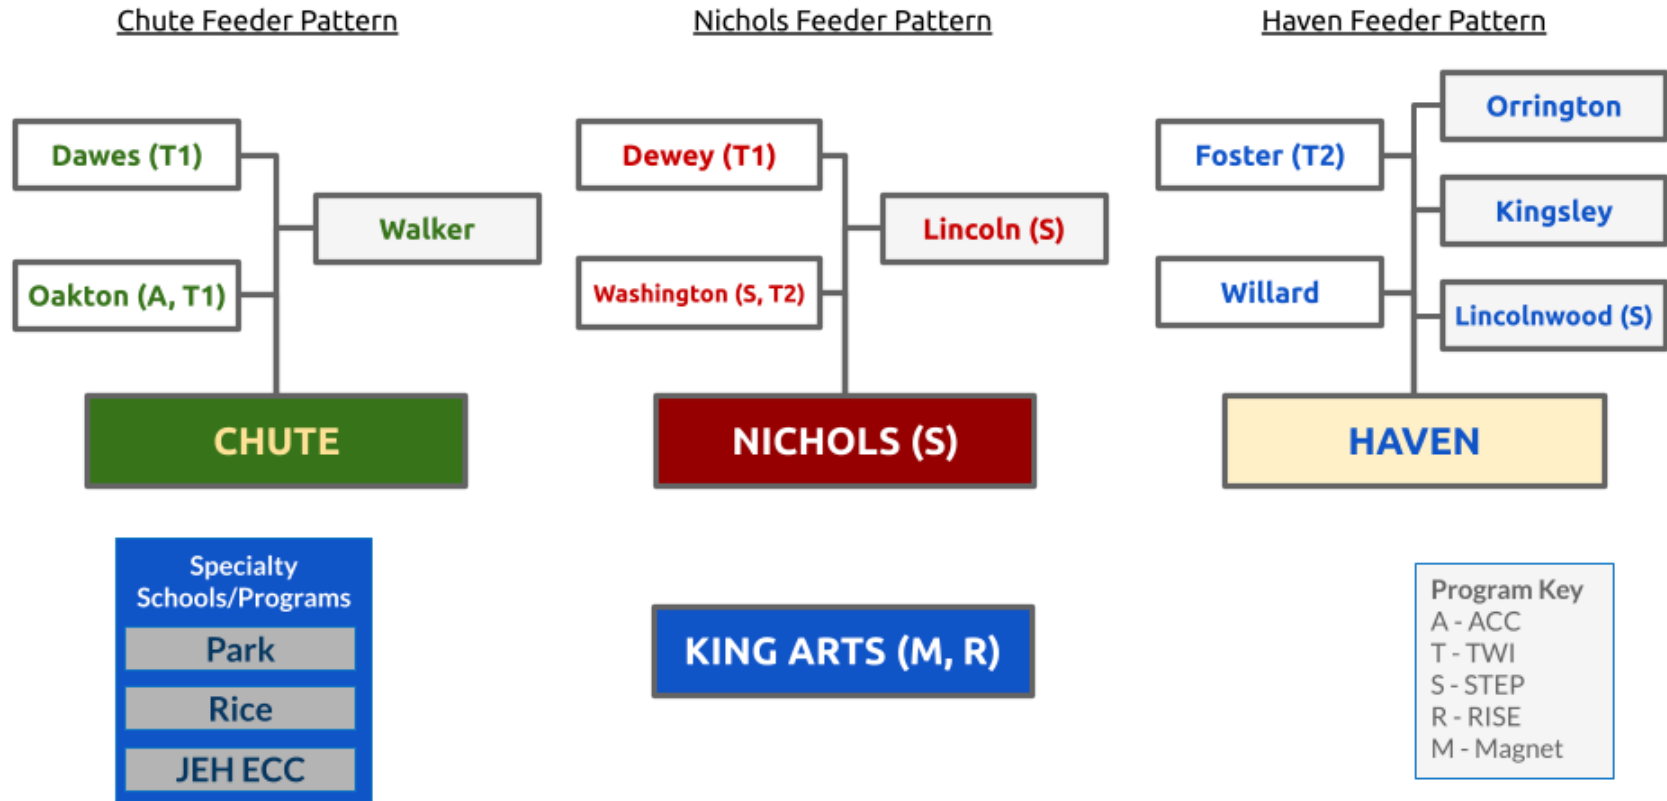 Chute Feeder Pattern
Dawes (T1)
Walker
Oakton (A, T1)
CHUTE
Nichols Feeder Pattern
Dewey (T1)
Lincoln (S)
Washington (S, T2)
NICHOLS (S)
Haven Feeder Pattern
Orrington
Foster (T2)
Kingsley
Willard
Lincolnwood (S)
HAVEN
Specialty
Schools/Programs
Park
Rice
JEH ECC
KING ARTS (M, R)
Program Key
A - ACC
T - TWI
S - STEP
R - RISE
M - Magnet